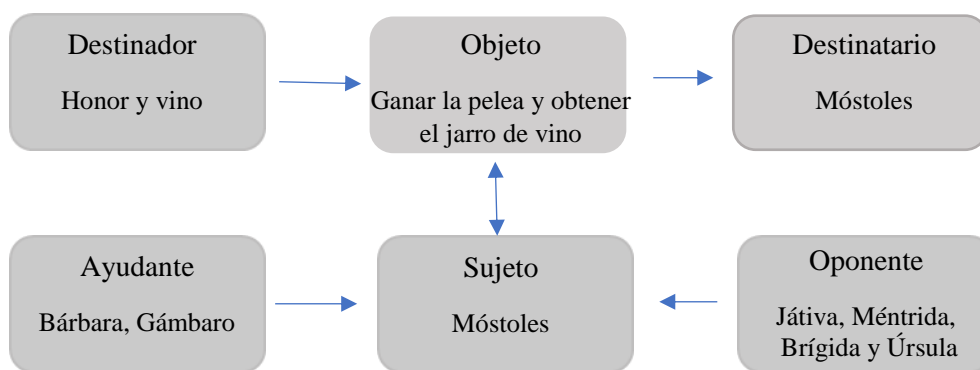 Destinador
Honor y vino
Objeto
Ganar la pelea y obtener
el jarro de vino
Destinatario
Móstoles
Ayudante
Bárbara, Gámbaro
Sujeto
Móstoles
Oponente
Játiva, Méntrida,
Brígida y Úrsula